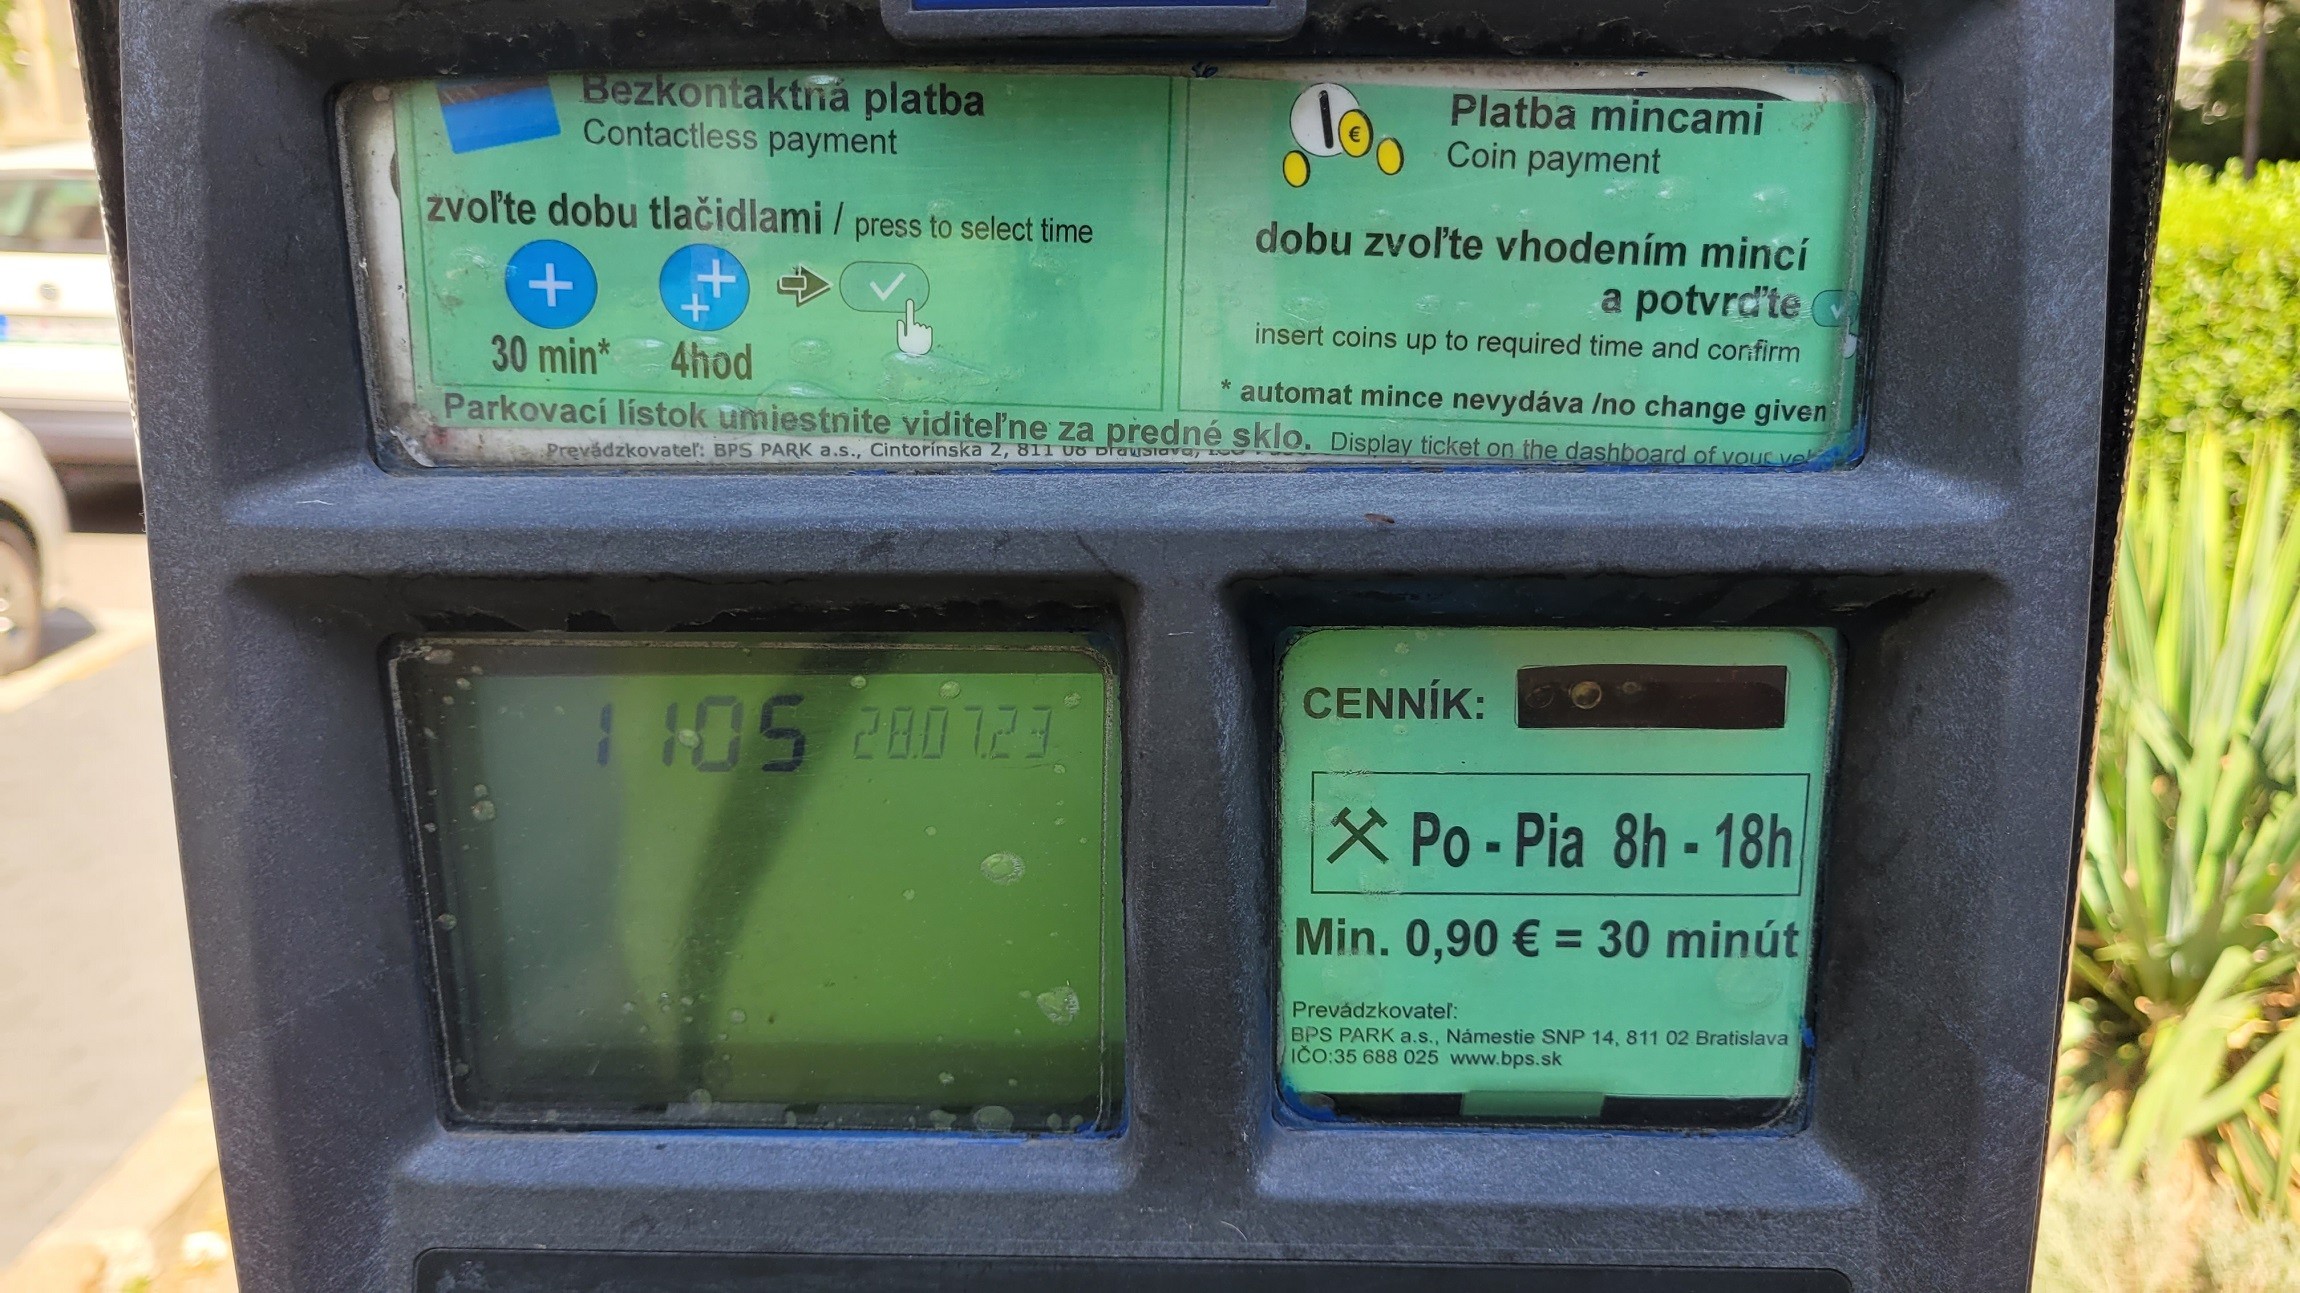 Bezkontaktná platba
Contactless payment
zvoľte dobu tlačidlami / press to select time
30 min* 4hod
Platba mincami
Coin payment
dobu zvoľte vhodením mincí
a potvrďte
insert coins up to required time and confirm
* automat mince nevydáva /no change given
Parkovací lístok umiestnite viditeľne za predné sklo. Display ticket on the dashboard of your
Prevádzkovateľ: BPS PARK a.s., Cintorínska 2, 811 08 Bratislava,
11:05 28.07.23
CENNÍK:
Po - Pia 8h - 18h
Min. 0,90 € = 30 minút
Prevádzkovateľ:
BPS PARK a.s., Námestie SNP 14, 811 02 Bratislava
IČO:35 688 025 www.bps.sk